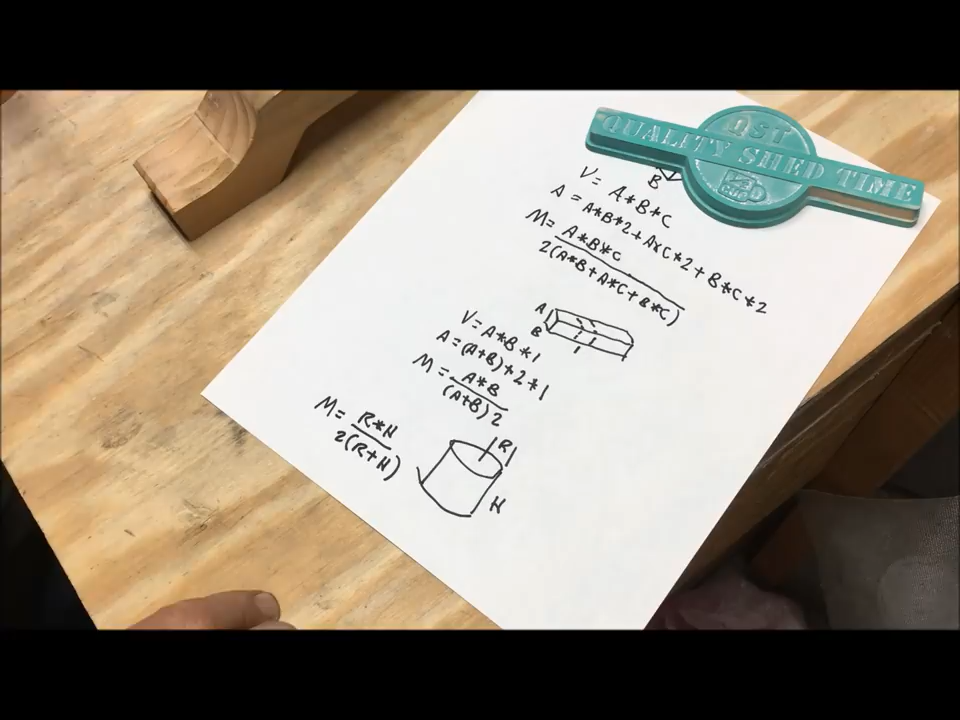 QST
QUALITY SHED TIME
B
V= A*B*C
A = A*B*2+A*C*2+B*C*2
M= A*B*C
2(A*B+A*C+B*C)
A
B
1
V=A*B*1
A=(A+B)*2*1
M= A*B
(A+B)2
M= R*H
2(R+H)
R
H